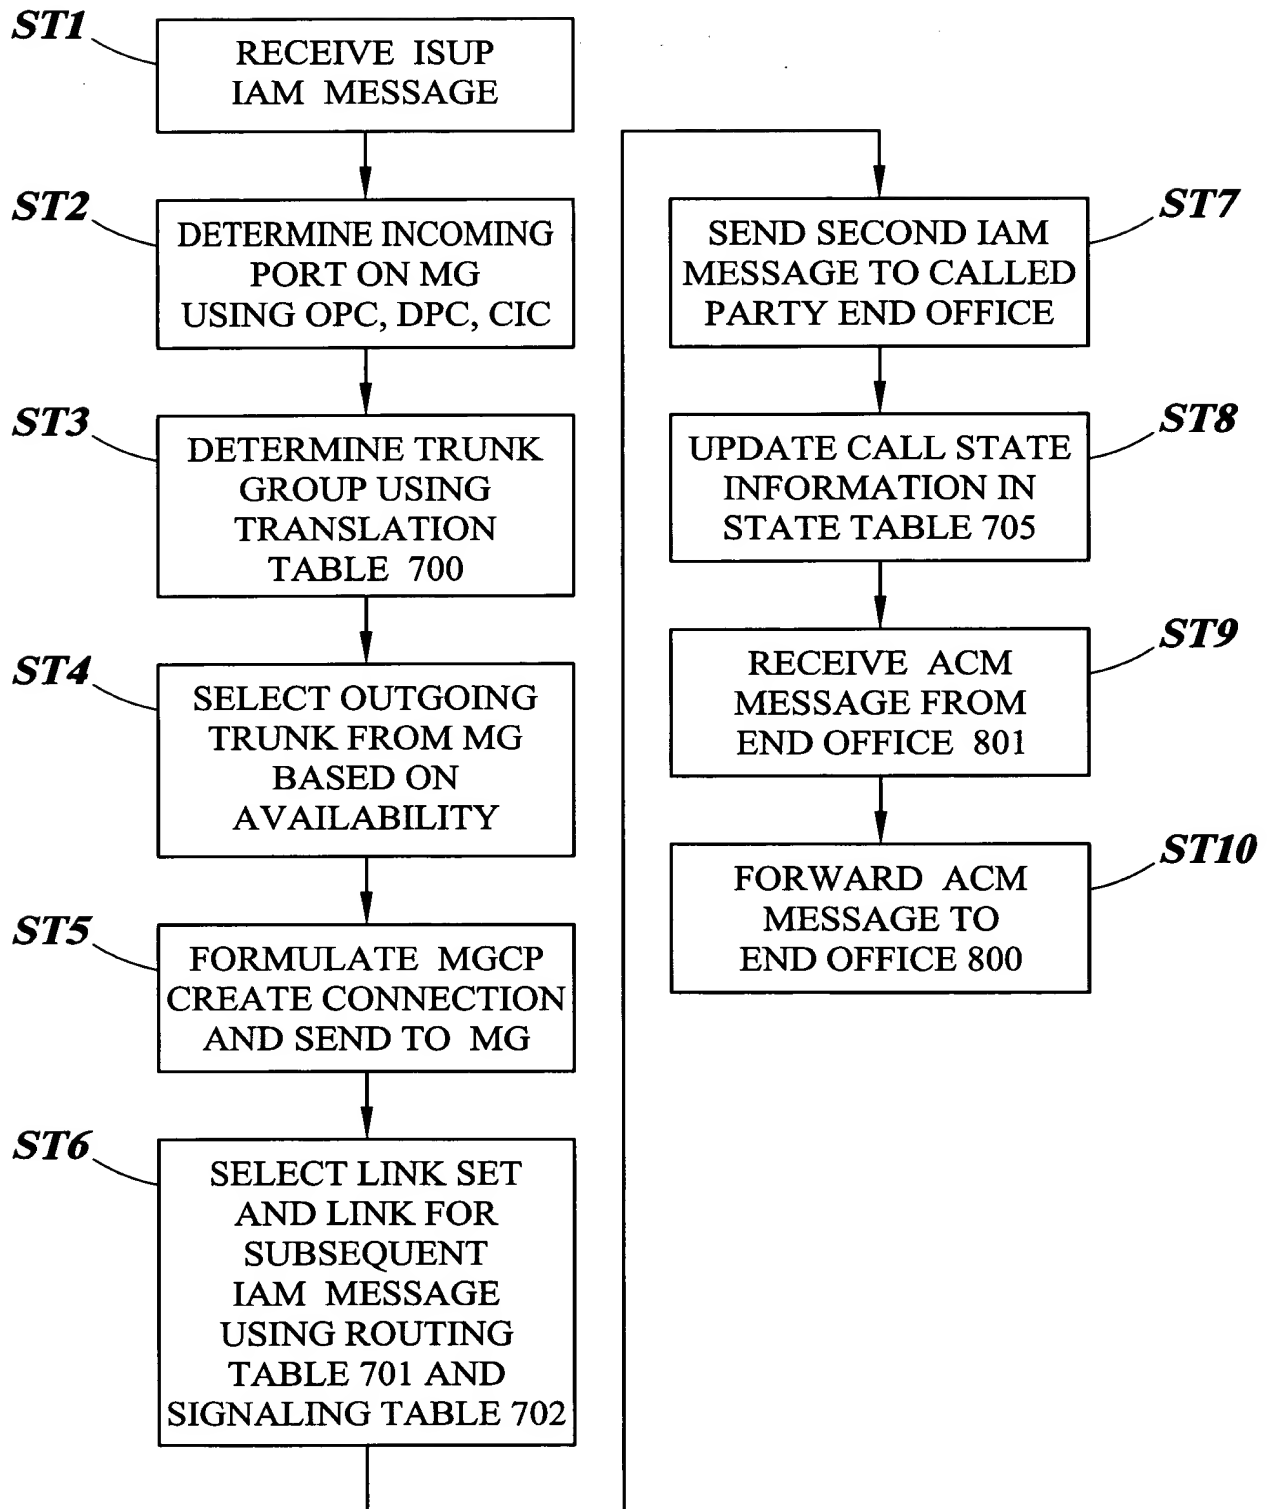 ST1
RECEIVE ISUP
IAM MESSAGE
ST2
DETERMINE INCOMING
PORT ON MG
USING OPC, DPC, CIC
ST3
DETERMINE TRUNK
GROUP USING
TRANSLATION
TABLE 700
ST4
SELECT OUTGOING
TRUNK FROM MG
BASED ON
AVAILABILITY
ST5
FORMULATE MGCP
CREATE CONNECTION
AND SEND TO MG
ST6
SELECT LINK SET
AND LINK FOR
SUBSEQUENT
IAM MESSAGE
USING ROUTING
TABLE 701 AND
SIGNALING TABLE 702
ST7
SEND SECOND IAM
MESSAGE TO CALLED
PARTY END OFFICE
ST8
UPDATE CALL STATE
INFORMATION IN
STATE TABLE 705
ST9
RECEIVE ACM
MESSAGE FROM
END OFFICE 801
ST10
FORWARD ACM
MESSAGE TO
END OFFICE 800